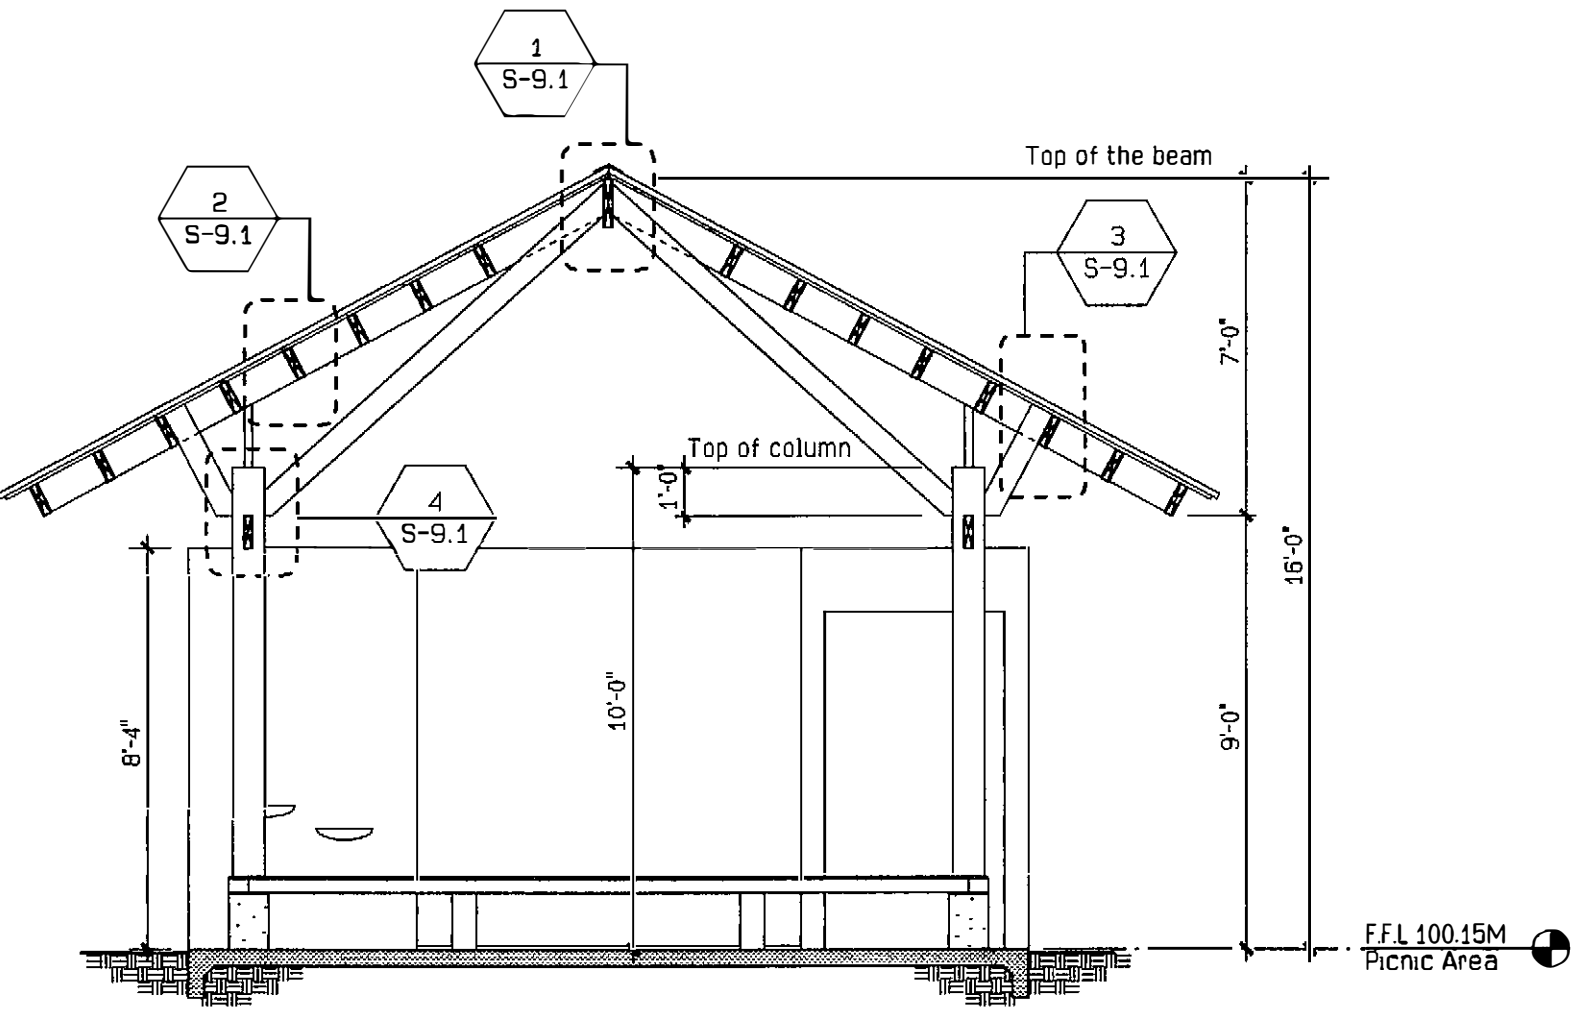 1
S-9.1
Top of the beam
2
S-9.1
3
S-9.1
7'-0"
Top of column
1'-0"
4
S-9.1
16'-0"
10'-0"
8'-4"
9'-0"
F.F.L 100.15M
Picnic Area